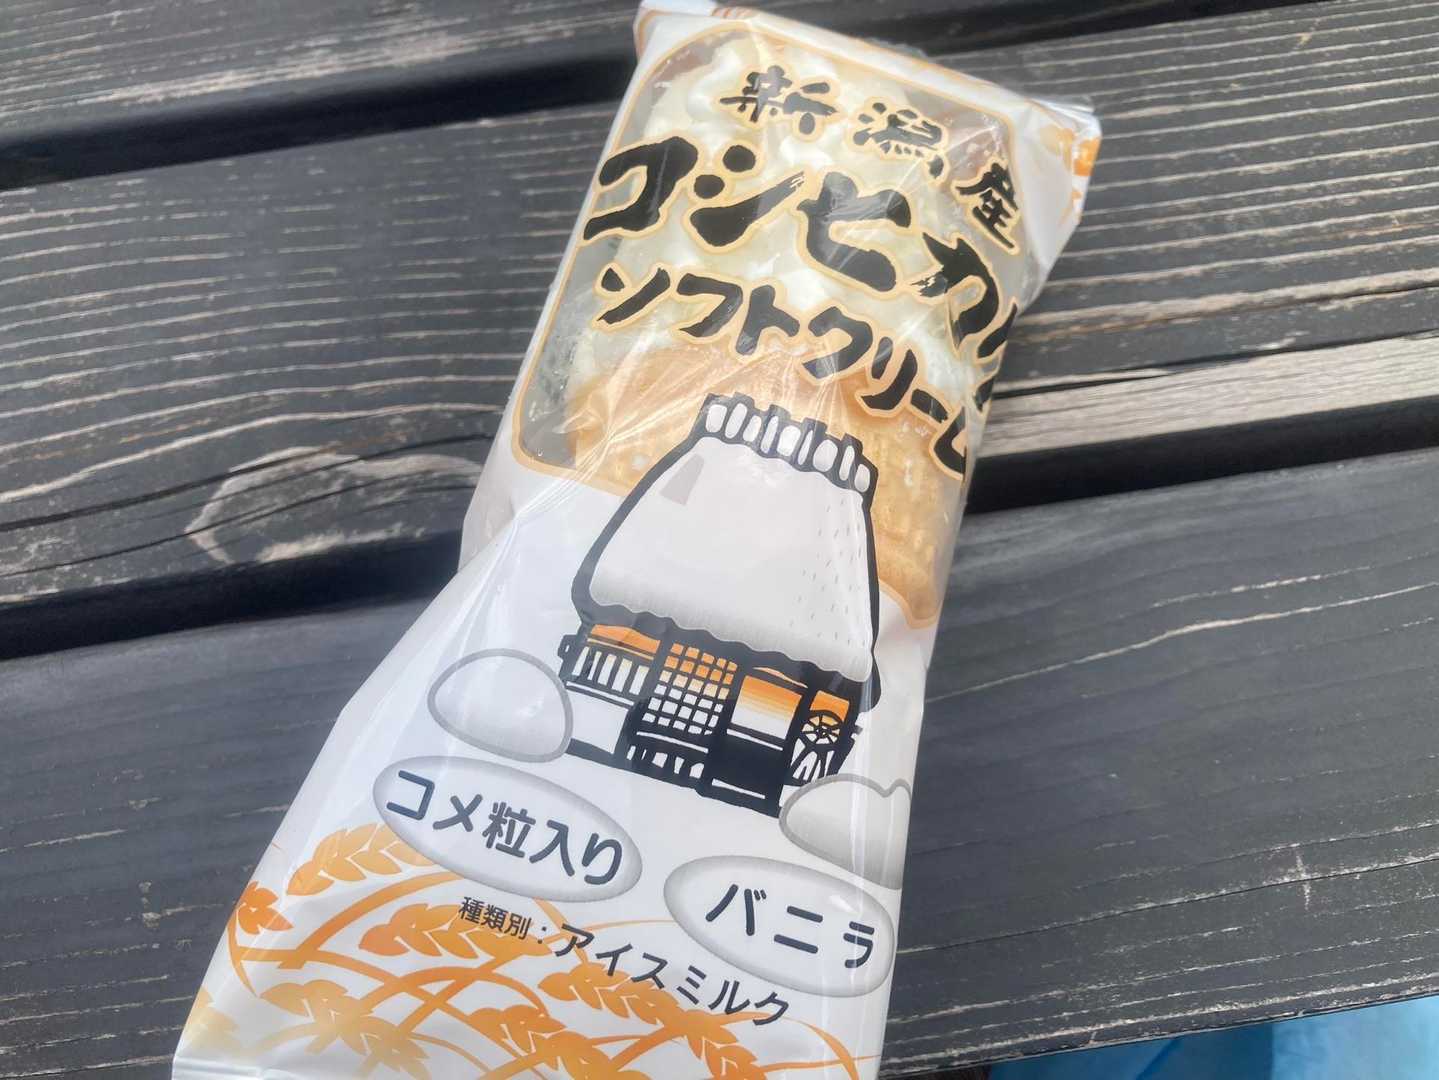 新潟産
コシヒカリ
ソフトクリーム
コメ粒入り
バニラ
種類別：アイスミルク